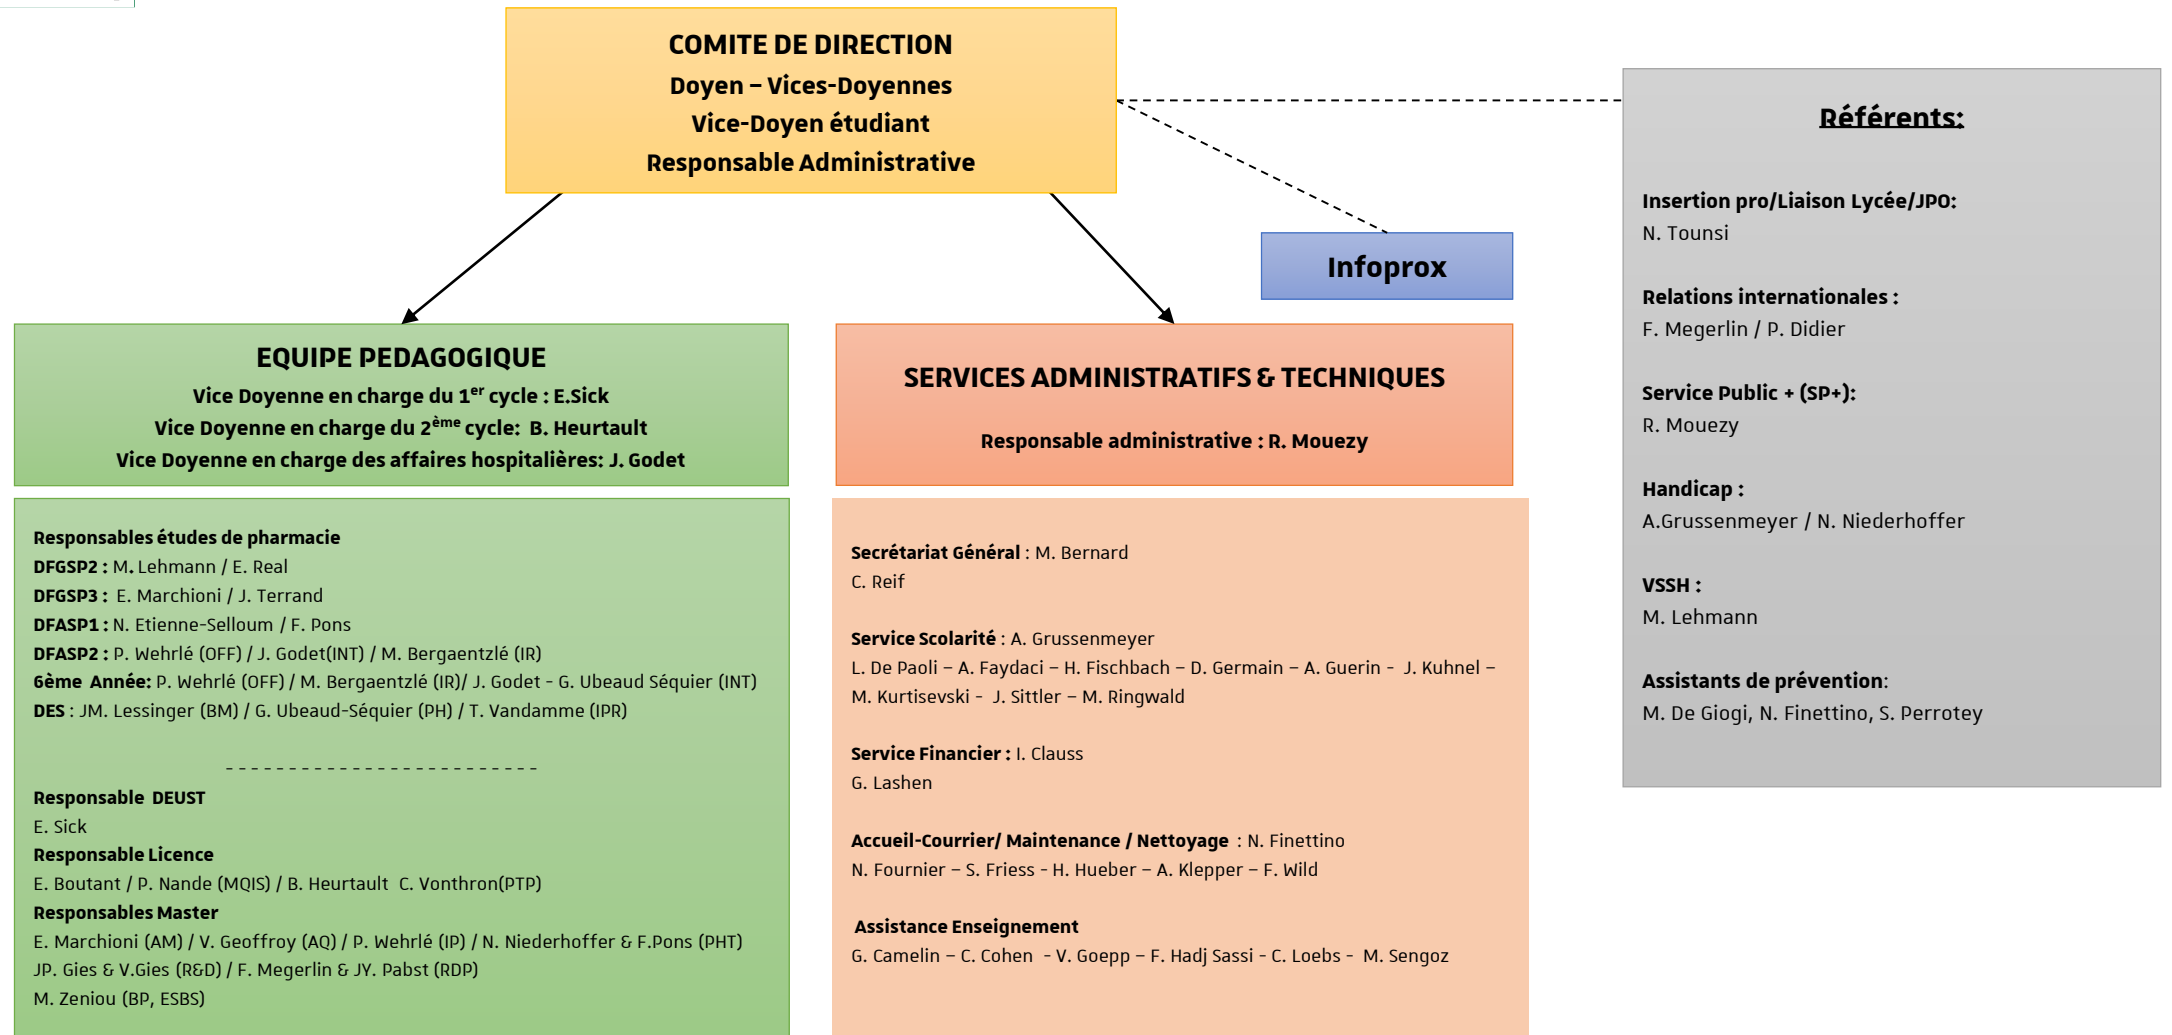 COMITE DE DIRECTION
Doyen – Vices-Doyennes
Vice-Doyen étudiant
Responsable Administrative
Infoprox
EQUIPE PEDAGOGIQUE
Vice Doyenne en charge du 1er cycle : E.Sick
Vice Doyenne en charge du 2ème cycle: B. Heurtault
Vice Doyenne en charge des affaires hospitalières: J. Godet
Responsables études de pharmacie
DFGSP2 : M. Lehmann / E. Real
DFGSP3 : E. Marchioni / J. Terrand
DFASP1 : N. Etienne-Selloum / F. Pons
DFASP2 : P. Wehrlé (OFF) / J. Godet(INT) / M. Bergaentzlé (IR)
6ème Année: P. Wehrlé (OFF) / M. Bergaentzlé (IR)/ J. Godet - G. Ubeaud Séquier (INT)
DES : JM. Lessinger (BM) / G. Ubeaud-Séquier (PH) / T. Vandamme (IPR)
- - - - - - - - - - - - - - - - - - - - - - - - -
Responsable DEUST
E. Sick
Responsable Licence
E. Boutant / P. Nande (MQIS) / B. Heurtault C. Vonthron(PTP)
Responsables Master
E. Marchioni (AM) / V. Geoffroy (AQ) / P. Wehrlé (IP) / N. Niederhoffer & F.Pons (PHT)
JP. Gies & V.Gies (R&D) / F. Megerlin & JY. Pabst (RDP)
M. Zeniou (BP, ESBS)
SERVICES ADMINISTRATIFS & TECHNIQUES
Responsable administrative : R. Mouezy
Secrétariat Général : M. Bernard
C. Reif
Service Scolarité : A. Grussenmeyer
L. De Paoli – A. Faydaci – H. Fischbach – D. Germain – A. Guerin - J. Kuhnel –
M. Kurtisevski - J. Sittler – M. Ringwald
Service Financier : I. Clauss
G. Lashen
Accueil-Courrier/ Maintenance / Nettoyage : N. Finettino
N. Fournier – S. Friess - H. Hueber – A. Klepper – F. Wild
Assistance Enseignement
G. Camelin – C. Cohen - V. Goepp – F. Hadj Sassi - C. Loebs - M. Sengoz
Référents:
Insertion pro/Liaison Lycée/JPO:
N. Tounsi
Relations internationales :
F. Megerlin / P. Didier
Service Public + (SP+):
R. Mouezy
Handicap :
A.Grussenmeyer / N. Niederhoffer
VSSH :
M. Lehmann
Assistants de prévention:
M. De Giogi, N. Finettino, S. Perrotey